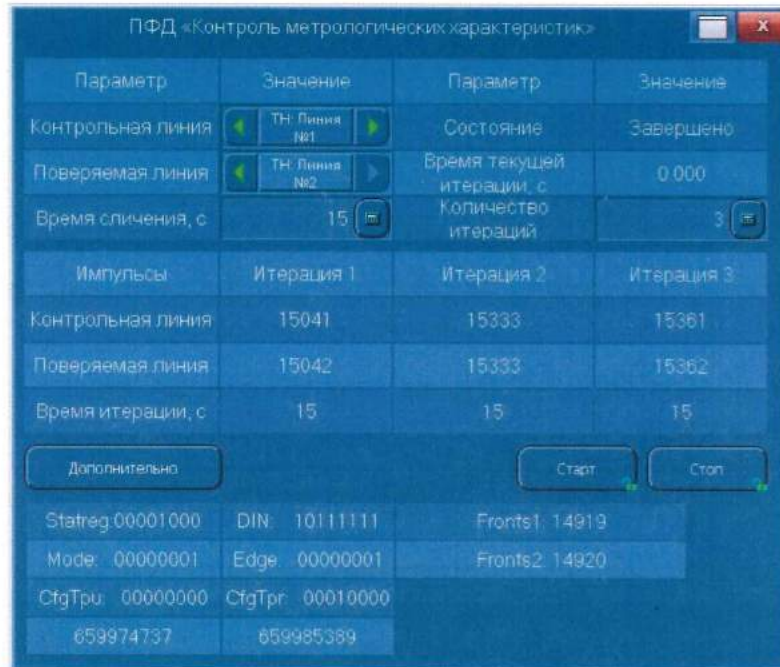 ПФД «Контроль метрологических характеристик»
Параметр Значение Параметр Значение
Контрольная линия ТН: Линия №1 Состояние Завершено
Поверяемая линия ТН: Линия №2 Время текущей итерации, с 0.000
Время сличения, с 15 Количество итераций 3
Импульсы Итерация 1 Итерация 2 Итерация 3
Контрольная линия 15041 15333 15361
Поверяемая линия 15042 15333 15362
Время итерации, с 15 15 15
Дополнительно Старт Стоп
Statreg:00001000 DIN: 10111111 Fronts1: 14919
Mode: 00000001 Edge: 00000001 Fronts2: 14920
CfgTpu: 00000000 CfgTpr: 00010000
659974737 659985389